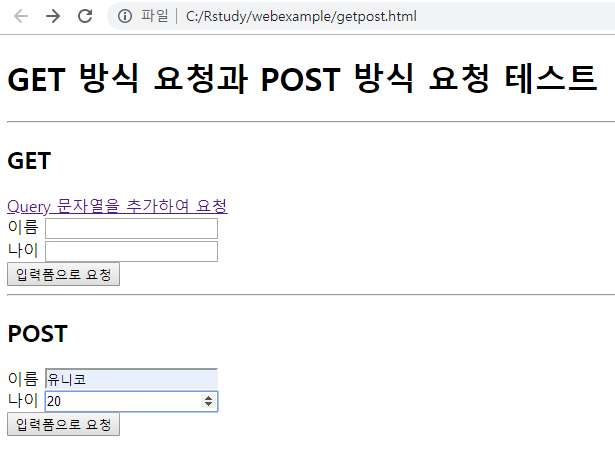 파일 C:/Rstudy/webexample/getpost.html
GET 방식 요청과 POST 방식 요청 테스트
GET
Query 문자열을 추가하여 요청
이름
나이
입력폼으로 요청
POST
이름 유니코
나이 20
입력폼으로 요청